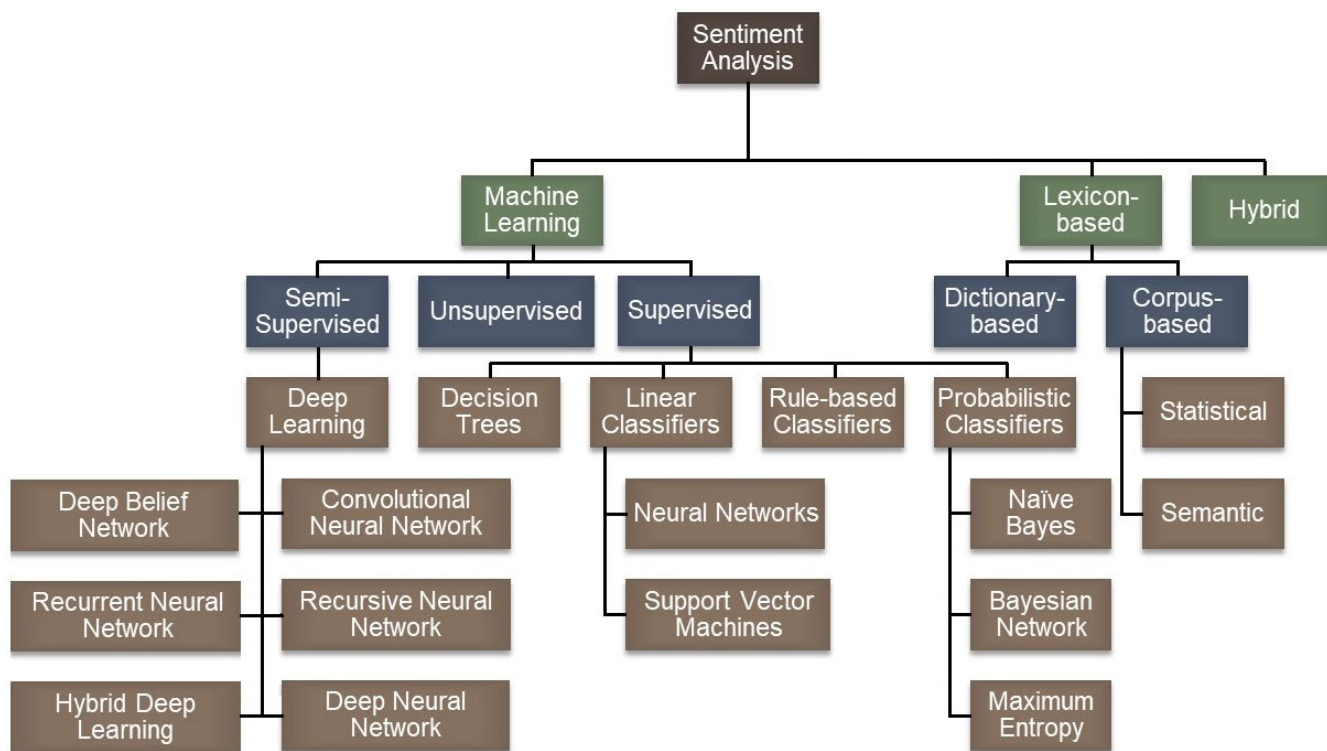 Sentiment
Analysis
Machine
Learning
Lexicon-
based
Hybrid
Semi-
Supervised
Unsupervised
Supervised
Dictionary-
based
Corpus-
based
Deep
Learning
Decision
Trees
Linear
Classifiers
Rule-based
Classifiers
Probabilistic
Classifiers
Statistical
Deep Belief
Network
Convolutional
Neural Network
Neural Networks
Naïve
Bayes
Semantic
Recurrent Neural
Network
Recursive Neural
Network
Support Vector
Machines
Bayesian
Network
Hybrid Deep
Learning
Deep Neural
Network
Maximum
Entropy